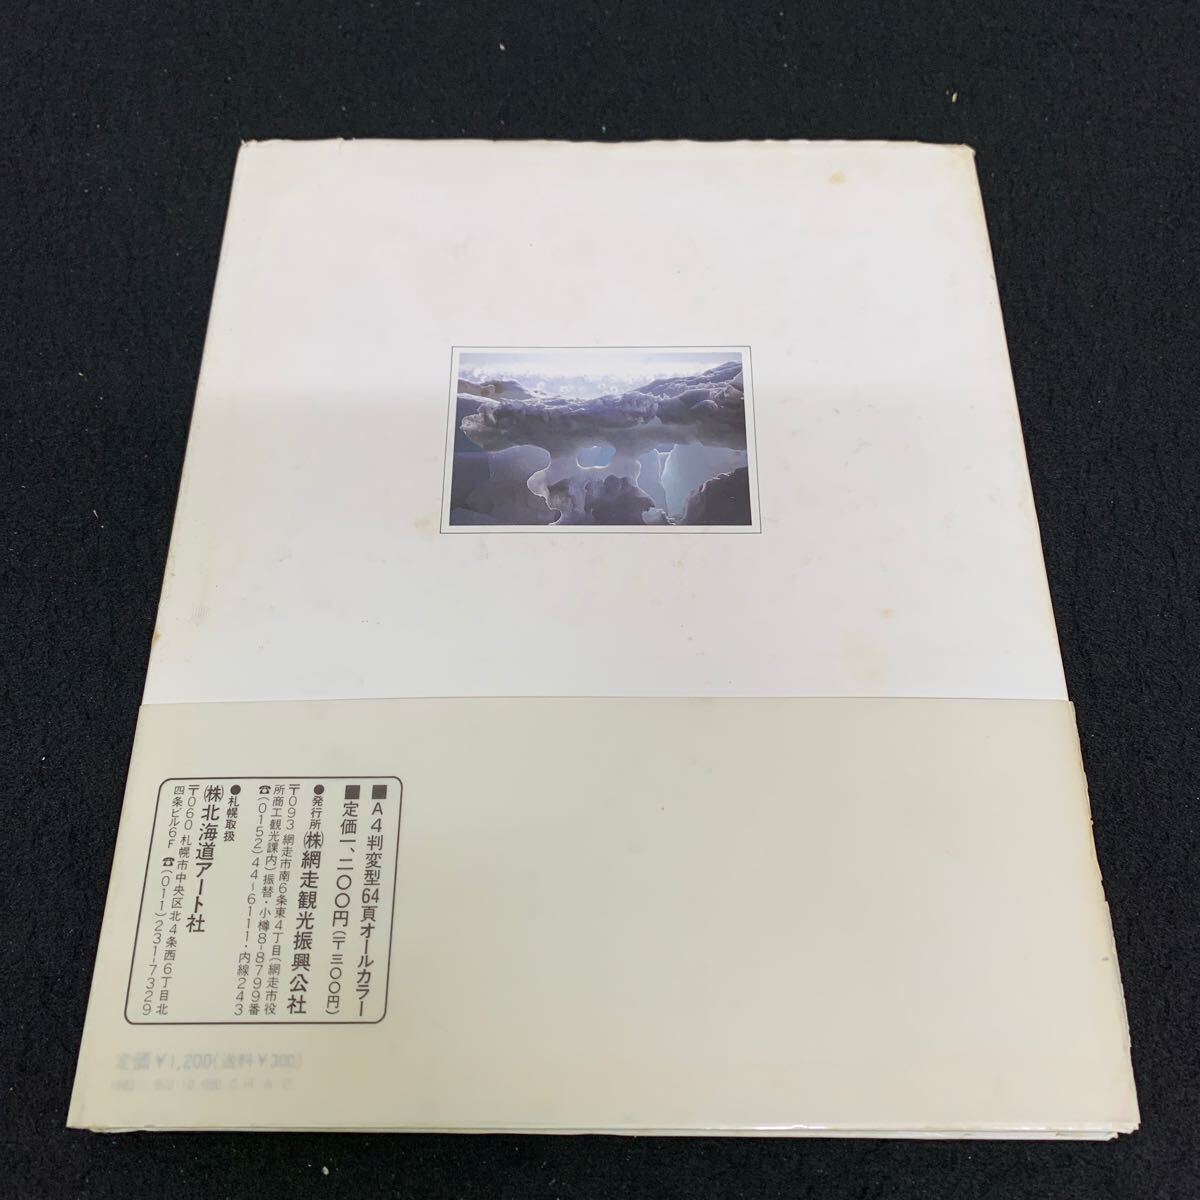 ■A4判変型64頁オールカラー
■定価一、二〇〇円(〒三〇〇円)
●発行所 ㈱網走観光振興公社
〒093 網走市南6条東4丁目(網走市役
所商工観光課内)振替・小樽8-8799番
☎(0152)44〜6111・内線243
●札幌取扱
㈱北海道アート社
〒060 札幌市中央区北4条西6丁目北
四条ビル6F ☎(011)231-7329
定価￥1,200(送料￥300)